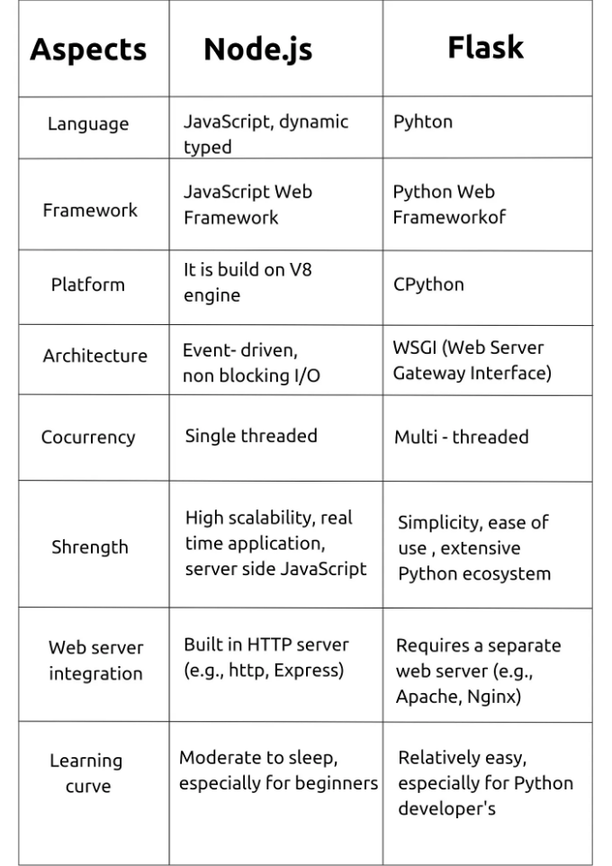 Aspects
Node.js
Flask
Language
JavaScript, dynamic
typed
Pyhton
Framework
JavaScript Web
Framework
Python Web
Frameworkof
Platform
It is build on V8
engine
CPython
Architecture
Event- driven,
non blocking I/O
WSGI (Web Server
Gateway Interface)
Cocurrency
Single threaded
Multi - threaded
Shrength
High scalability, real
time application,
server side JavaScript
Simplicity, ease of
use , extensive
Python ecosystem
Web server
integration
Built in HTTP server
(e.g., http, Express)
Requires a separate
web server (e.g.,
Apache, Nginx)
Learning
curve
Moderate to sleep,
especially for beginners
Relatively easy,
especially for Python
developer's